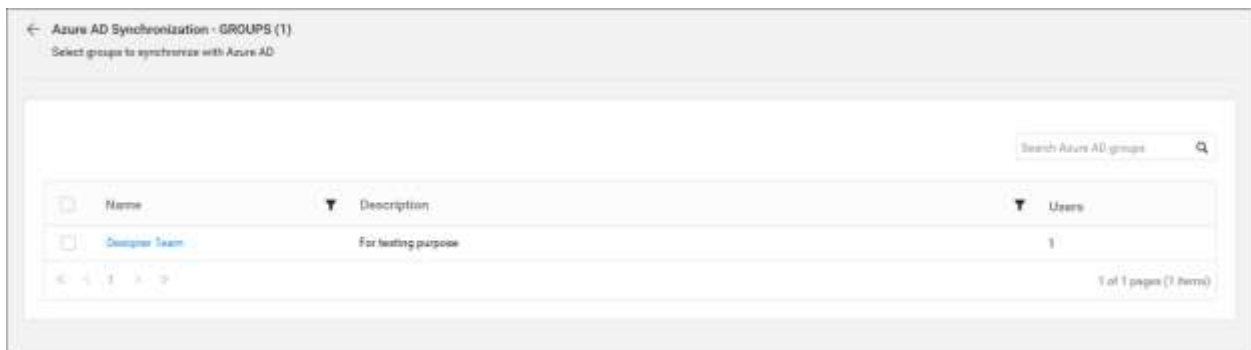 Azure AD Synchronization - GROUPS (1)
Select groups to synchronize with Azure AD
Search Azure AD groups
Name Description Users
Designer Team For testing purpose 1
1
1 of 1 pages (1 items)